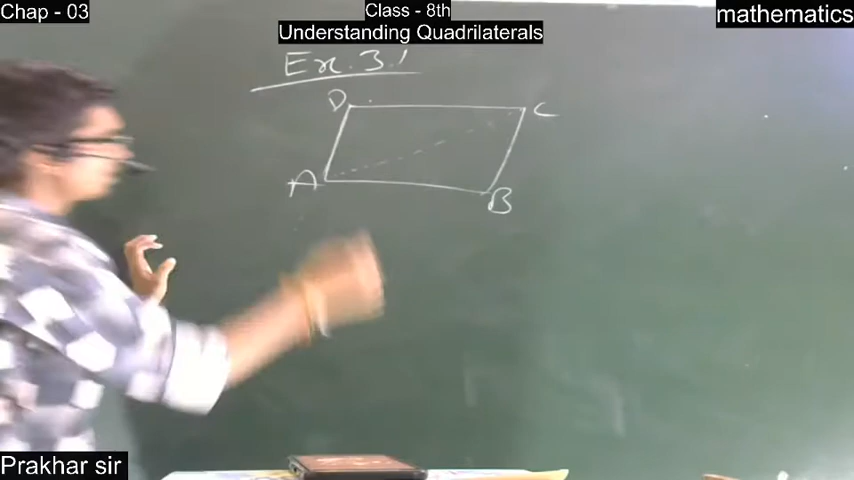 Chap - 03
Class - 8th
mathematics
Understanding Quadrilaterals
Ex. 3.1
D
C
A
B
Prakhar sir